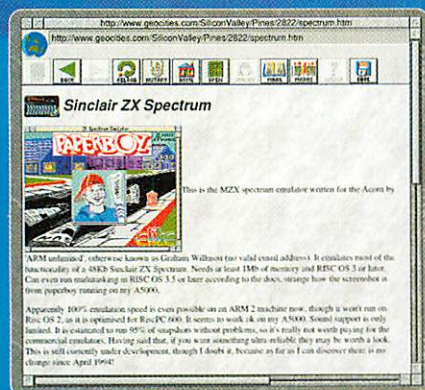 http://www.geocities.com/SiliconValley/Pines/2822/spectrum.htm
http://www.geocities.com/SiliconValley/Pines/2822/spectrum.htm
BACK
RELOAD
HOME
OPEN
SAVE
Sinclair ZX Spectrum
ZX Spectrum Simulator
PAPERBOY
This is the MZX spectrum emulator written for the Acorn by
'ARM unlimited', otherwise known as Graham Willmott (no valid email address). It emulates most of the
functionality of a 48Kb Sinclair ZX Spectrum. Needs at least 1Mb of memory and RISC OS 3 or later.
Can even run multitasking in RISC OS 3.5 or later according to the docs, strange how the screenshot is
from paperboy running on my A5000.
Apparently 100% emulation speed is even possible on an ARM 2 machine now, though it won't run on
Risc OS 2, as it is optimised for RiscPC 600. It seems to work ok on my A5000. Sound support is only
limited. It is estimated to run 95% of snapshots without problems, so it's really not worth paying for the
commercial emulators. Having said that, if you want something ultra-reliable they may be worth a look.
This is still currently under development, though I doubt it, because as far as I can discover there is no
change since April 1994!